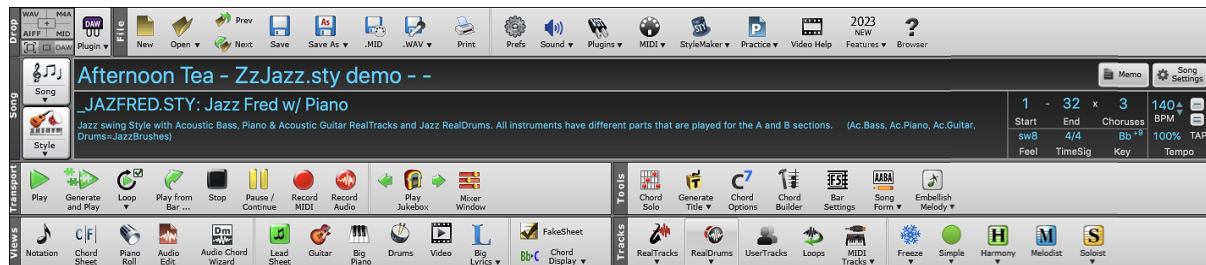 Drop
WAV M4A
+
AIFF MID
DAW
DAW
Plugin
File
New
Open
Prev
Next
Save
As
Save As
.MID
.WAV
Print
Prefs
Sound
Plugins
MIDI
STY
StyleMaker
P
Practice
Video Help
2023
NEW
Features
?
Browser
Song
Song
Style
Afternoon Tea - ZzJazz.sty demo - -
Memo
Song
Settings
_JAZFRED.STY: Jazz Fred w/ Piano
Jazz swing Style with Acoustic Bass, Piano & Acoustic Guitar RealTracks and Jazz RealDrums. All instruments have different parts that are played for the A and B sections. (Ac.Bass, Ac.Piano, Ac.Guitar,
Drums=JazzBrushes)
1 - 32 x 3
Start End Choruses
sw8 4/4 Bb +9
Feel TimeSig Key
140
BPM
100% TAP
Tempo
Transport
Play
Generate
and Play
Loop
Play from
Bar ...
Stop
Pause /
Continue
Record
MIDI
Record
Audio
Play
Jukebox
Mixer
Window
Tools
Chord
Solo
T
Generate
Title
C7
Chord
Options
Chord
Builder
Bar
Settings
AABA
Song
Form
Embellish
Melody
Views
Notation
C|F|
Chord
Sheet
Piano
Roll
Audio
Edit
Dm
Audio Chord
Wizard
Lead
Sheet
Guitar
Big
Piano
Drums
Video
L
Big
Lyrics
FakeSheet
Bb›C
Chord
Display
Tracks
RealTracks
RealDrums
UserTracks
Loops
MIDI
Tracks
Freeze
Simple
H
Harmony
M
Melodist
S
Soloist